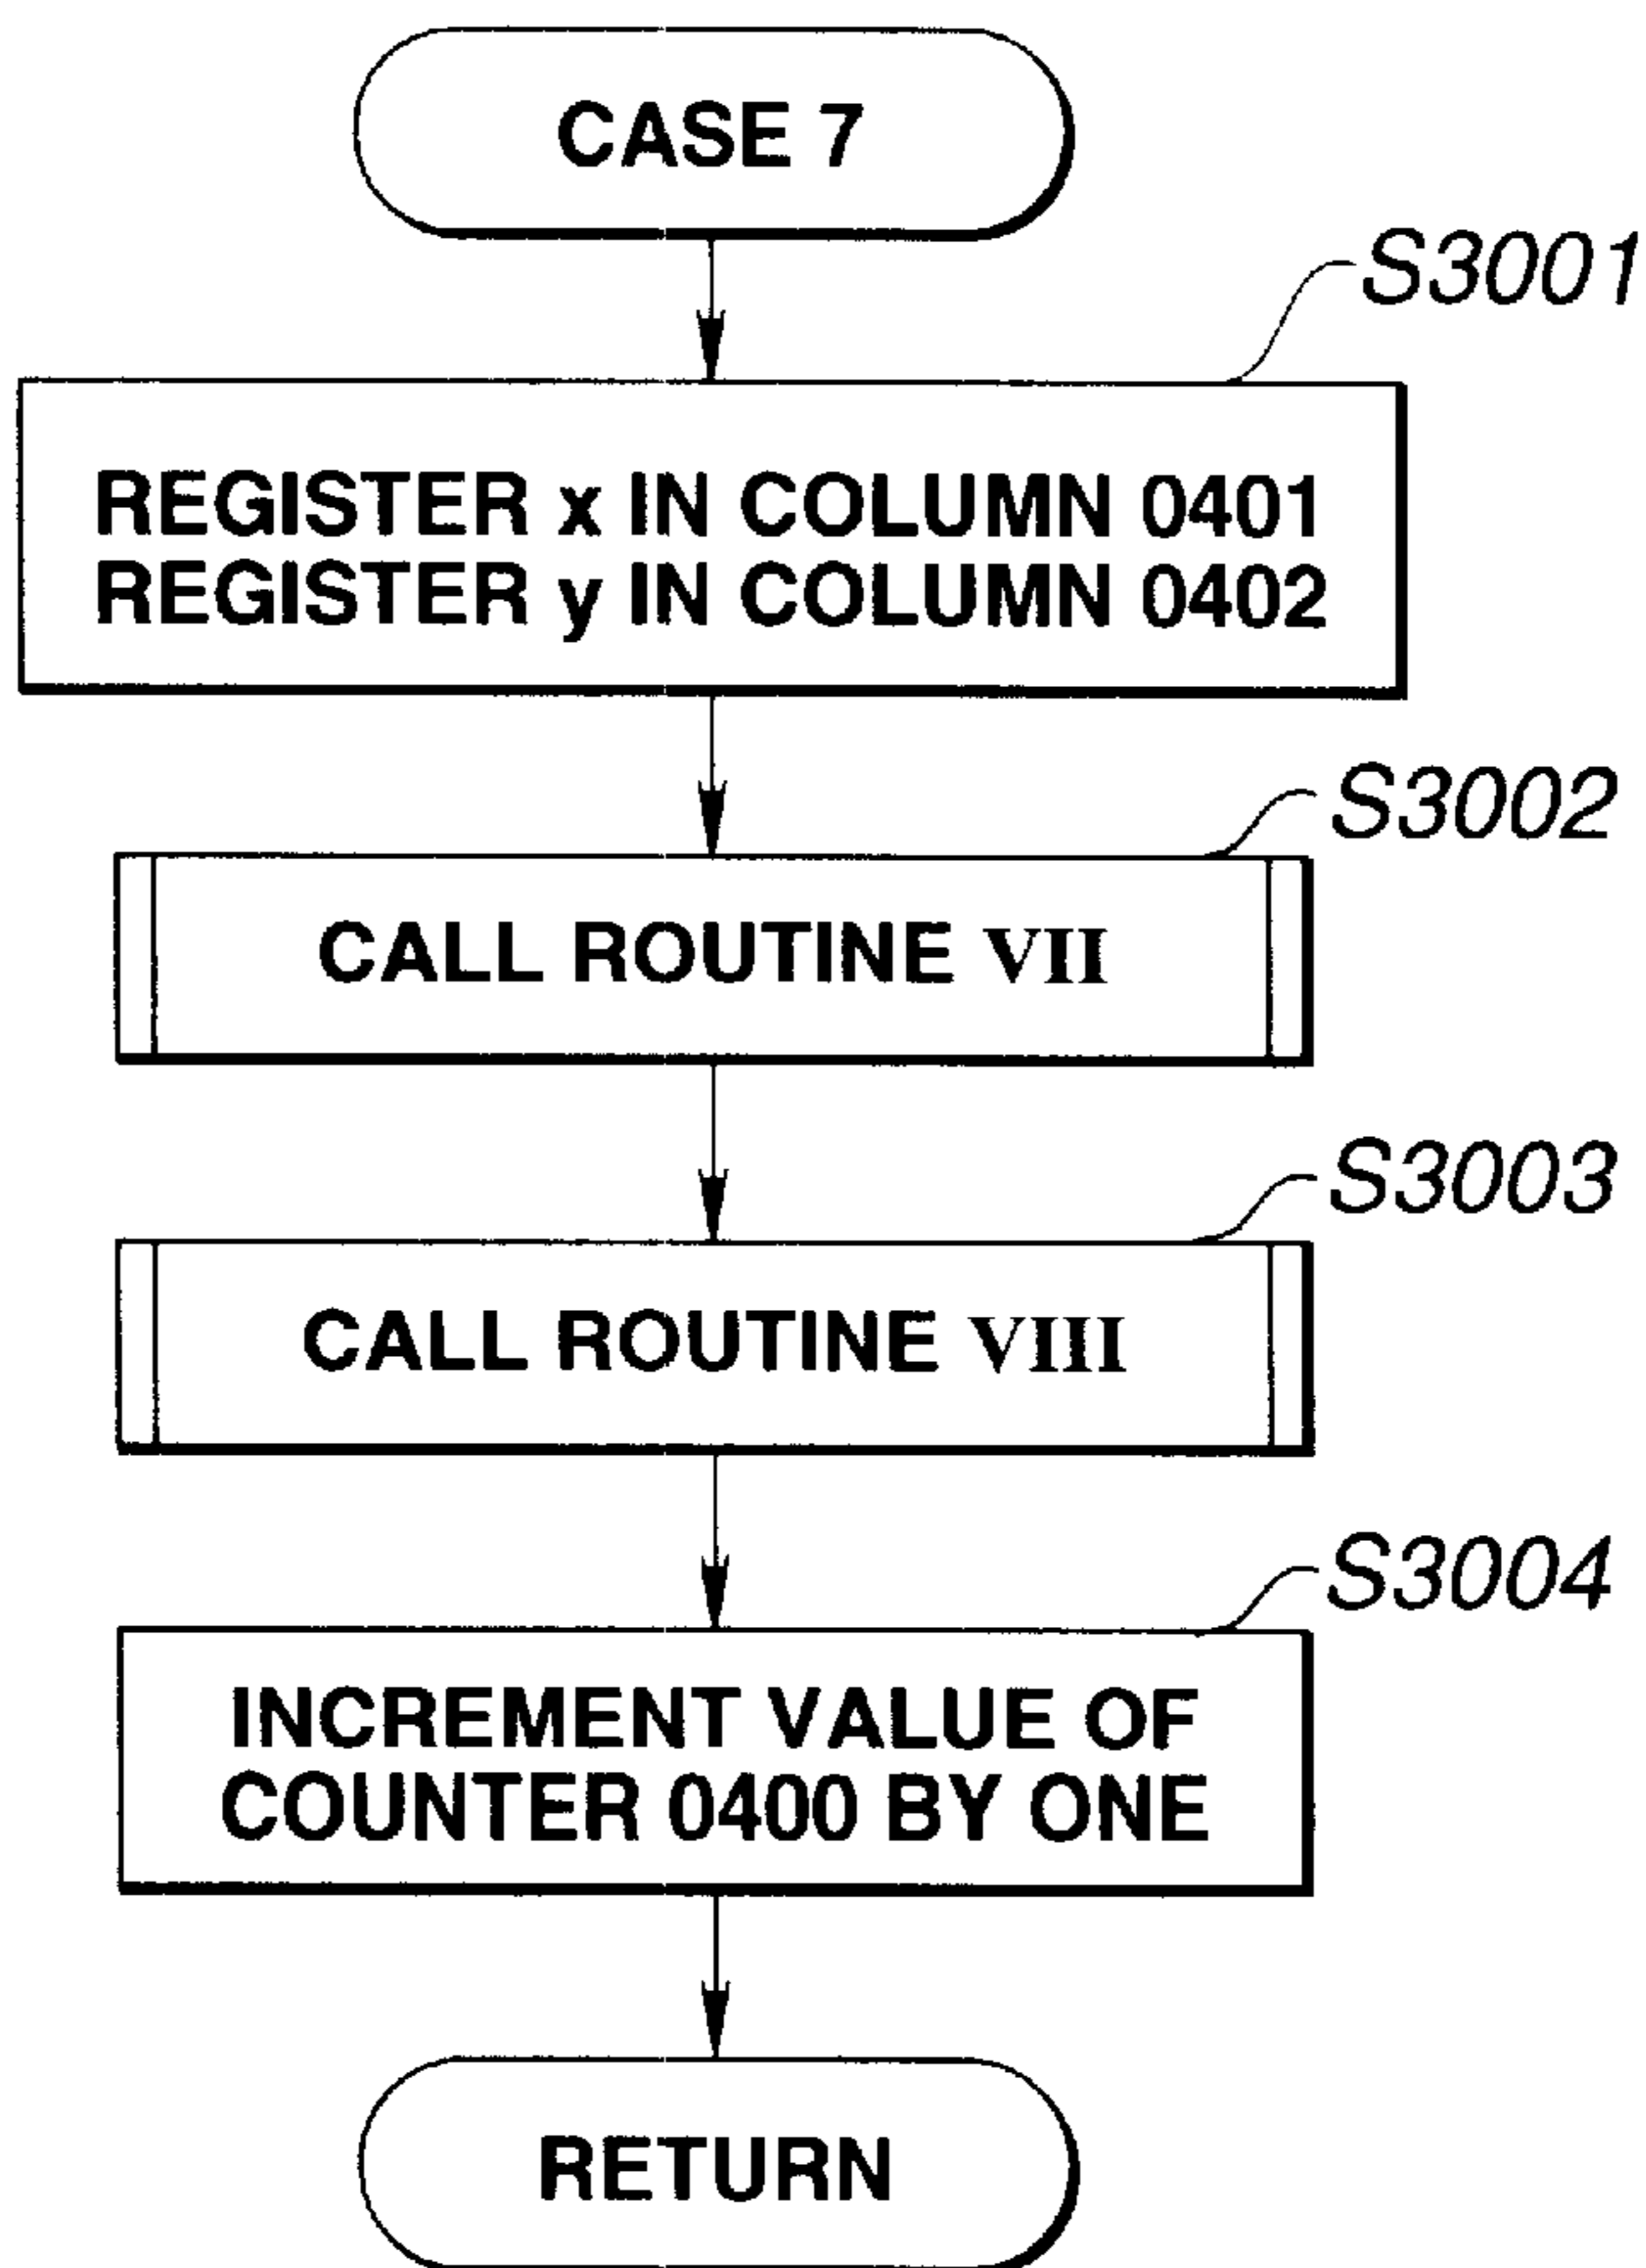 CASE 7
S3001
REGISTER x IN COLUMN 0401
REGISTER y IN COLUMN 0402
S3002
CALL ROUTINE VII
S3003
CALL ROUTINE VIII
S3004
INCREMENT VALUE OF
COUNTER 0400 BY ONE
RETURN